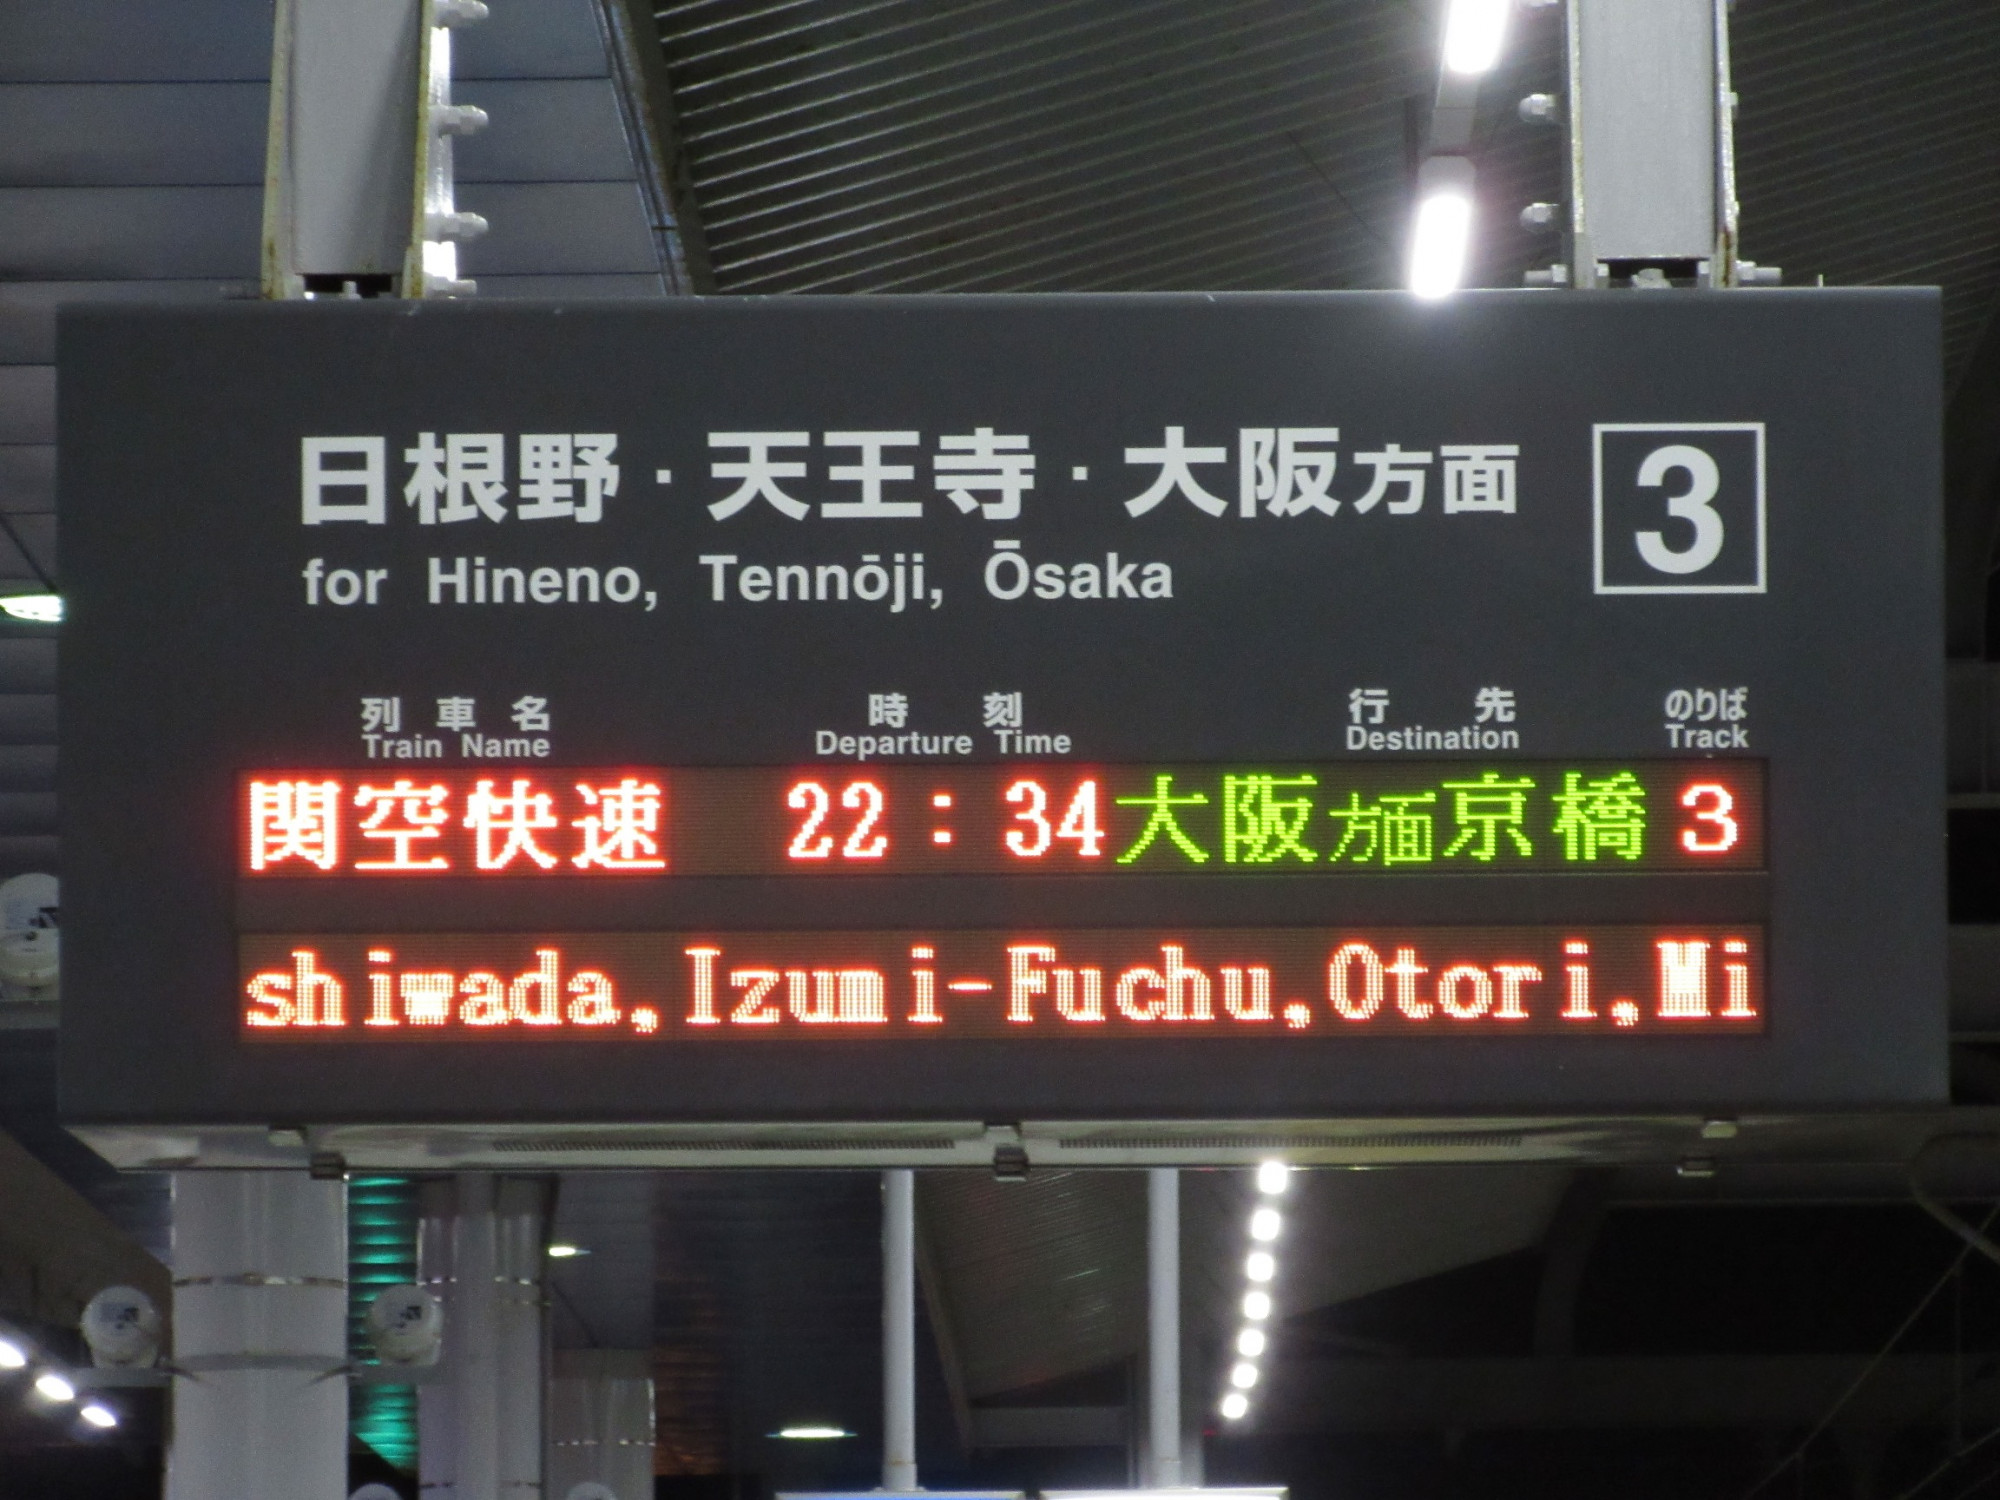 日根野・天王寺・大阪方面 3
for Hineno, Tennōji, Ōsaka
列車名 時刻 行先 のりば
Train Name Departure Time Destination Track
関空快速 22:34 大阪方面京橋 3
shiwada,Izumi-Fuchu,Otori,Mi